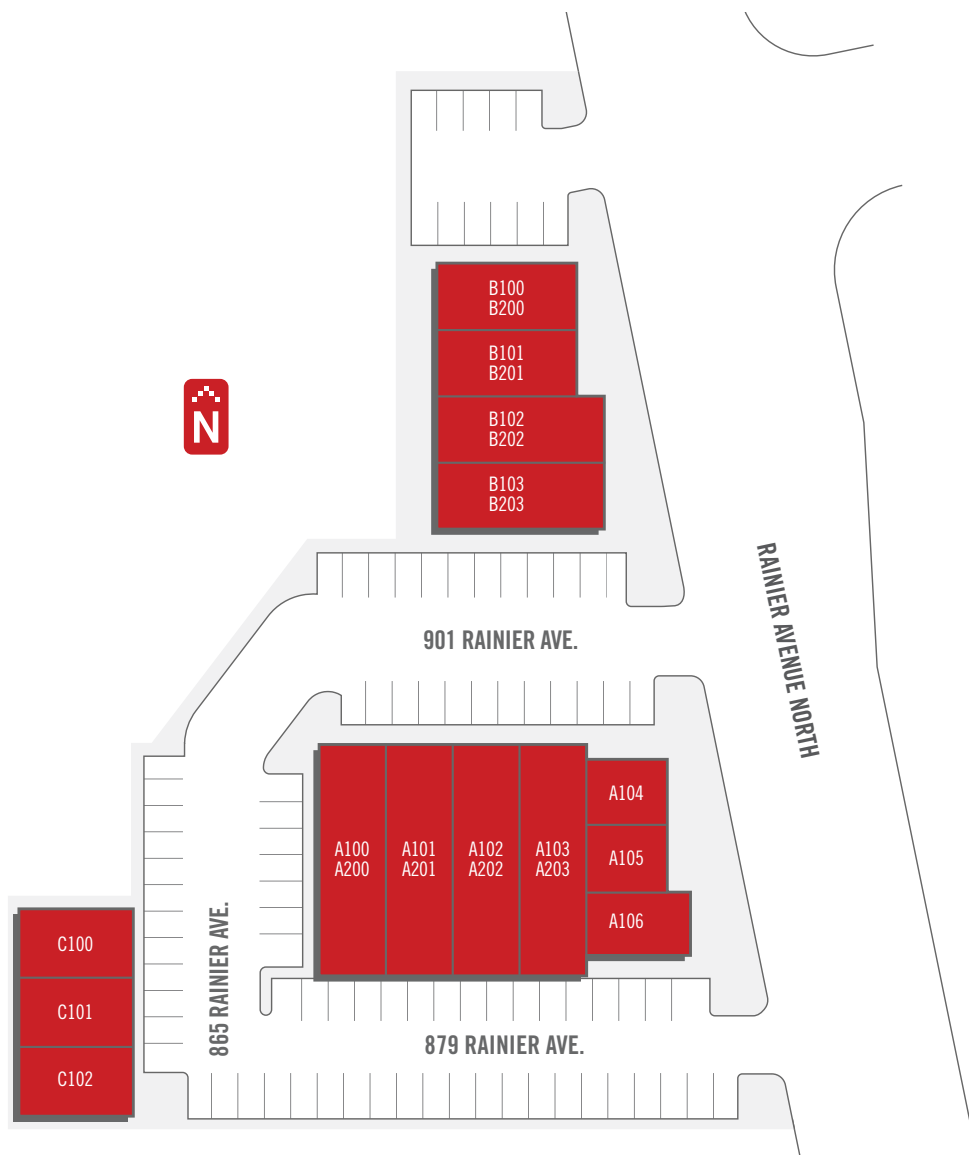 B100
B200
B101
B201
N
B102
B202
B103
B203
RAINIER AVENUE NORTH
901 RAINIER AVE.
A104
A100
A200
A101
A201
A102
A202
A103
A203
A105
A106
865 RAINIER AVE.
C100
C101
C102
879 RAINIER AVE.